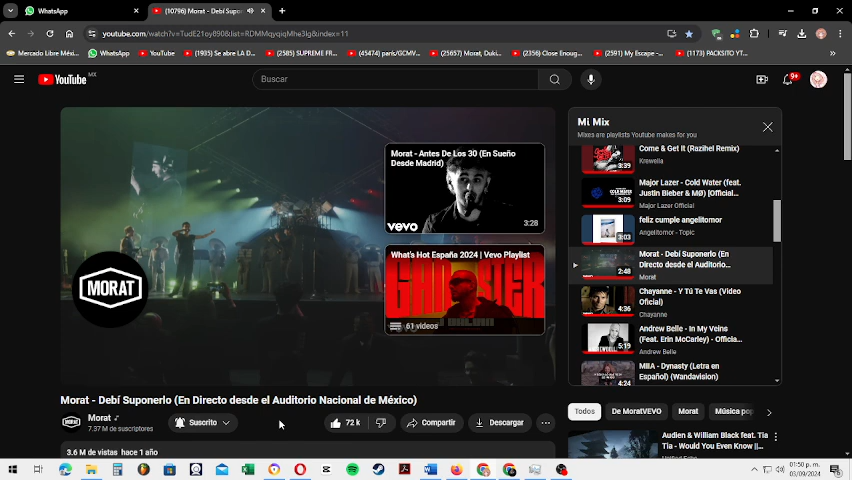 WhatsApp
(10796) Morat - Debí Supon
youtube.com/watch?v=TudE21oy890&list=RDMMqyqiqMhe3lg&index=11
Mercado Libre Méxi...
WhatsApp
YouTube
(1935) Se abre LA D...
(2585) SUPREME FR...
(45474) paris/GCMV...
(25657) Morat, Duki...
(2356) Close Enoug...
(2591) My Escape -...
(1173) PACKSITO YT...
YouTube MX
Buscar
9+
Morat - Antes De Los 30 (En Sueño
Desde Madrid)
vevo
3:28
What's Hot España 2024 | Vevo Playlist
61 videos
MORAT
Mi Mix
Mixes are playlists Youtube makes for you
Come & Get It (Razihel Remix)
Krewella
3:39
Major Lazer - Cold Water (feat.
Justin Bieber & MØ) [Official...
Major Lazer Official
3:09
feliz cumple angelitomor
Angelitomor - Topic
3:03
Morat - Debí Suponerlo (En
Directo desde el Auditorio...
Morat
2:48
Chayanne - Y Tú Te Vas (Video
Oficial)
Chayanne
4:36
Andrew Belle - In My Veins
(Feat. Erin McCarley) - Officia...
Andrew Belle
5:19
MIIA - Dynasty (Letra en
Español) (Wandavision)
4:24
Morat - Debí Suponerlo (En Directo desde el Auditorio Nacional de México)
MORAT
Morat
7.37 M de suscriptores
Suscrito
72 k
Compartir
Descargar
3.6 M de vistas hace 1 año
Todos
De MoratVEVO
Morat
Música pop
Audien & William Black feat. Tia
Tia - Would You Even Know ||...
01:50 p. m.
03/09/2024